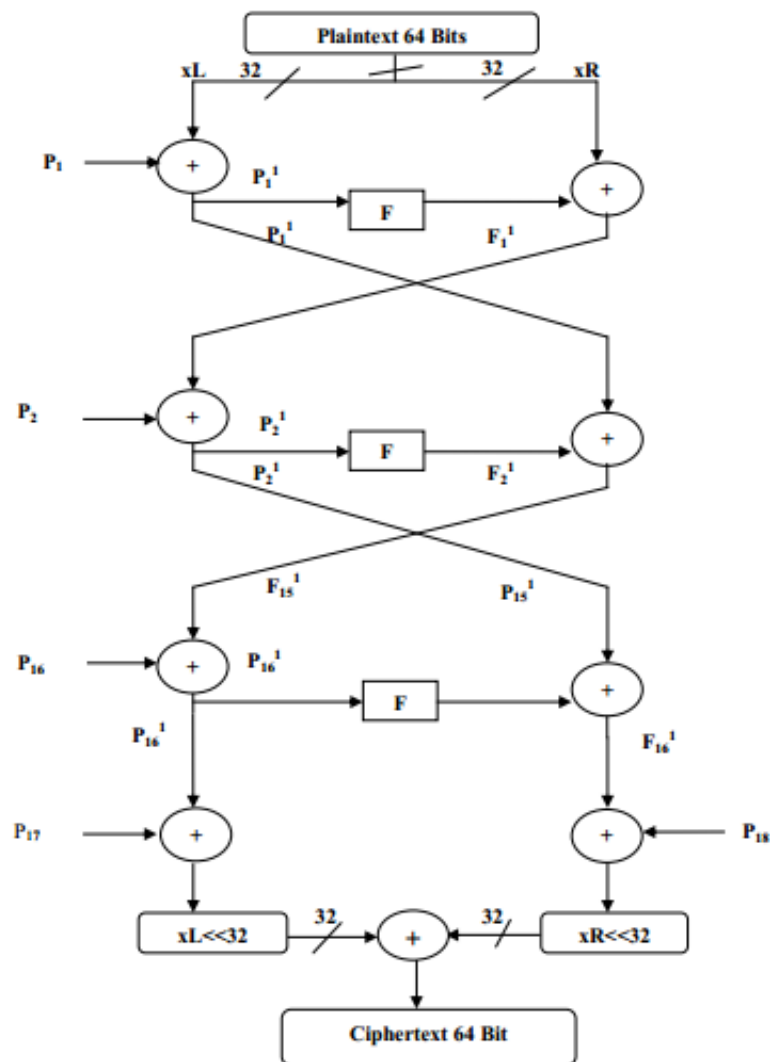 Plaintext 64 Bits
xL 32 32 xR
P₁ +
+
P₁¹
F
P₁¹ F₁¹
P₂ +
+
P₂¹
F
P₂¹ F₂¹
F₁₅¹ P₁₅¹
P₁₆ + P₁₆¹
+
F
P₁₆¹ F₁₆¹
P₁₇ + + P₁₈
32 32
xL<<32 + xR<<32
Ciphertext 64 Bit